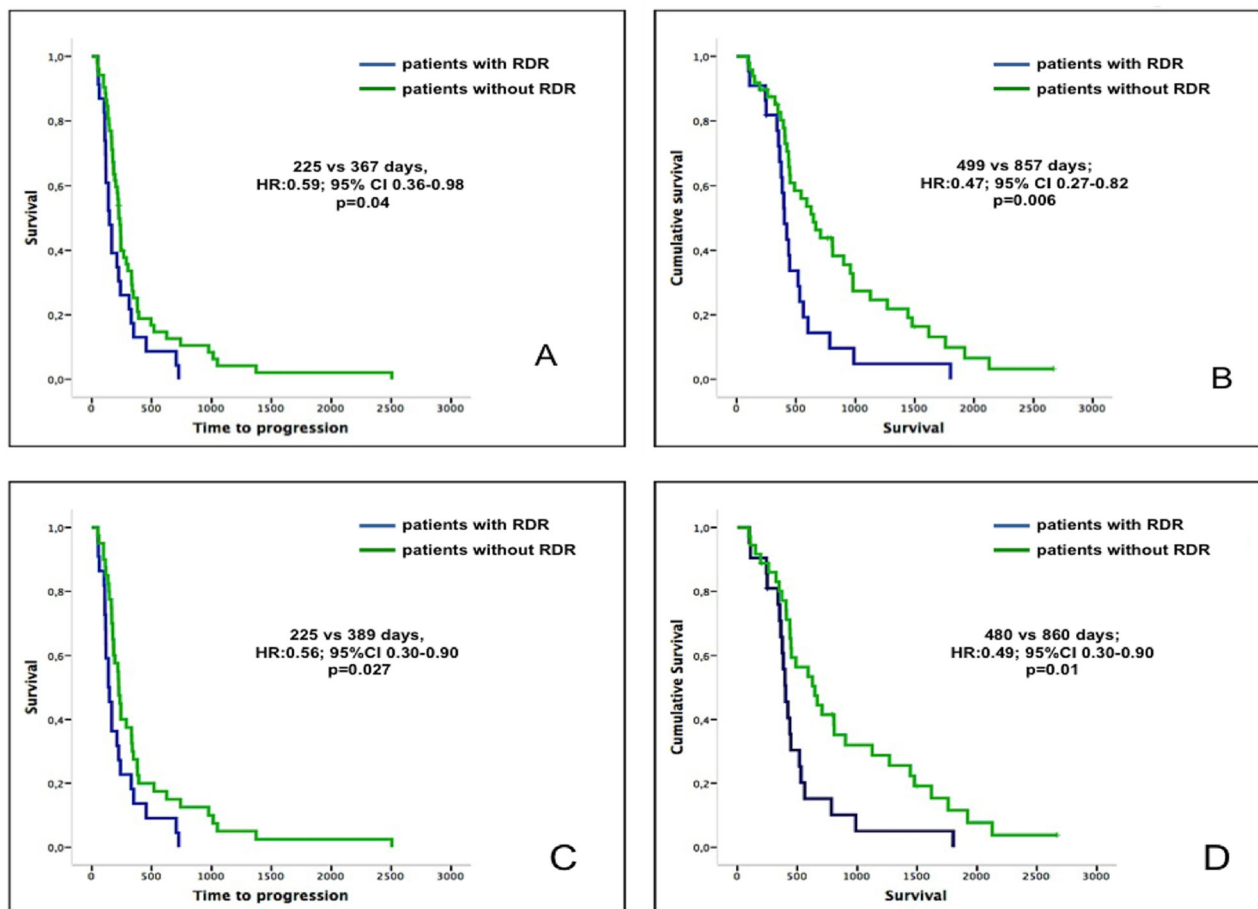 patients with RDR
patients without RDR
225 vs 367 days,
HR:0.59; 95% CI 0.36-0.98
p=0.04
1,0
0,8
0,6
0,4
0,2
0,0
Survival
0 500 1000 1500 2000 2500 3000
Time to progression
A
patients with RDR
patients without RDR
499 vs 857 days;
HR:0.47; 95% CI 0.27-0.82
p=0.006
1,0
0,8
0,6
0,4
0,2
0,0
Cumulative survival
0 500 1000 1500 2000 2500 3000
Survival
B
patients with RDR
patients without RDR
225 vs 389 days,
HR:0.56; 95%CI 0.30-0.90
p=0.027
1,0
0,8
0,6
0,4
0,2
0,0
Survival
0 500 1000 1500 2000 2500 3000
Time to progression
C
patients with RDR
patients without RDR
480 vs 860 days;
HR:0.49; 95%CI 0.30-0.90
p=0.01
1,0
0,8
0,6
0,4
0,2
0,0
Cumulative Survival
0 500 1000 1500 2000 2500 3000
Survival
D